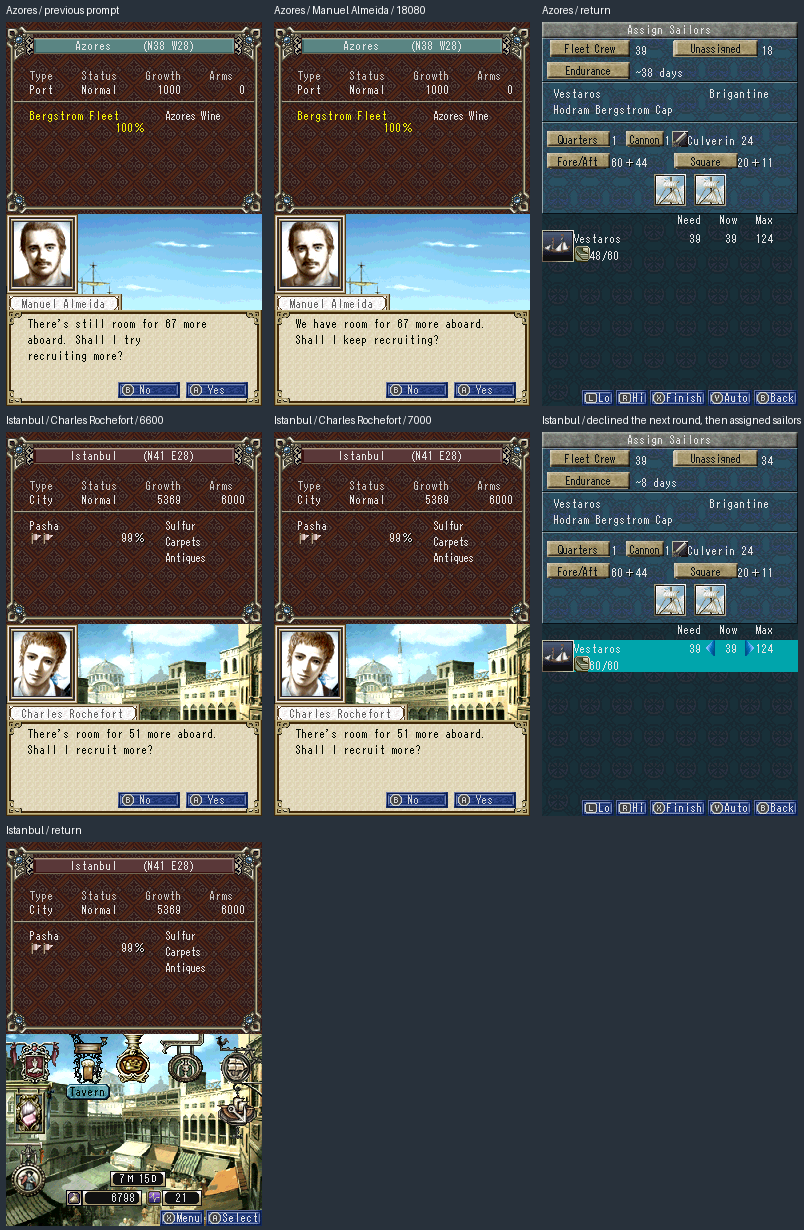 Azores / previous prompt
Azores (N38 W28)
Type Status Growth Arms
Port Normal 1000 0
Bergstrom Fleet Azores Wine
100%
Manuel Almeida
There's still room for 67 more
aboard. Shall I try
recruiting more?
B No A Yes
Azores / Manuel Almeida / 18080
Azores (N38 W28)
Type Status Growth Arms
Port Normal 1000 0
Bergstrom Fleet Azores Wine
100%
Manuel Almeida
We have room for 67 more aboard.
Shall I keep recruiting?
B No A Yes
Azores / return
Assign Sailors
Fleet Crew 39 Unassigned 18
Endurance ~38 days
Vestaros Brigantine
Hodram Bergstrom Cap
Quarters 1 Cannon 1 Culverin 24
Fore/Aft 60+44 Square 20+11
Need Now Max
Vestaros 39 39 124
48/60
L Lo R Hi X Finish Y Auto B Back
Istanbul / Charles Rochefort / 6600
Istanbul (N41 E28)
Type Status Growth Arms
City Normal 5369 6000
Pasha 99% Sulfur
Carpets
Antiques
Charles Rochefort
There's room for 51 more aboard.
Shall I recruit more?
B No A Yes
Istanbul / Charles Rochefort / 7000
Istanbul (N41 E28)
Type Status Growth Arms
City Normal 5369 6000
Pasha 99% Sulfur
Carpets
Antiques
Charles Rochefort
There's room for 51 more aboard.
Shall I recruit more?
B No A Yes
Istanbul / declined the next round, then assigned sailors
Assign Sailors
Fleet Crew 39 Unassigned 34
Endurance ~8 days
Vestaros Brigantine
Hodram Bergstrom Cap
Quarters 1 Cannon 1 Culverin 24
Fore/Aft 60+44 Square 20+11
Need Now Max
Vestaros 39 39 124
60/60
L Lo R Hi X Finish Y Auto B Back
Istanbul / return
Istanbul (N41 E28)
Type Status Growth Arms
City Normal 5369 6000
Pasha 99% Sulfur
Carpets
Antiques
Tavern
7M 15D
6798 21
X Menu A Select